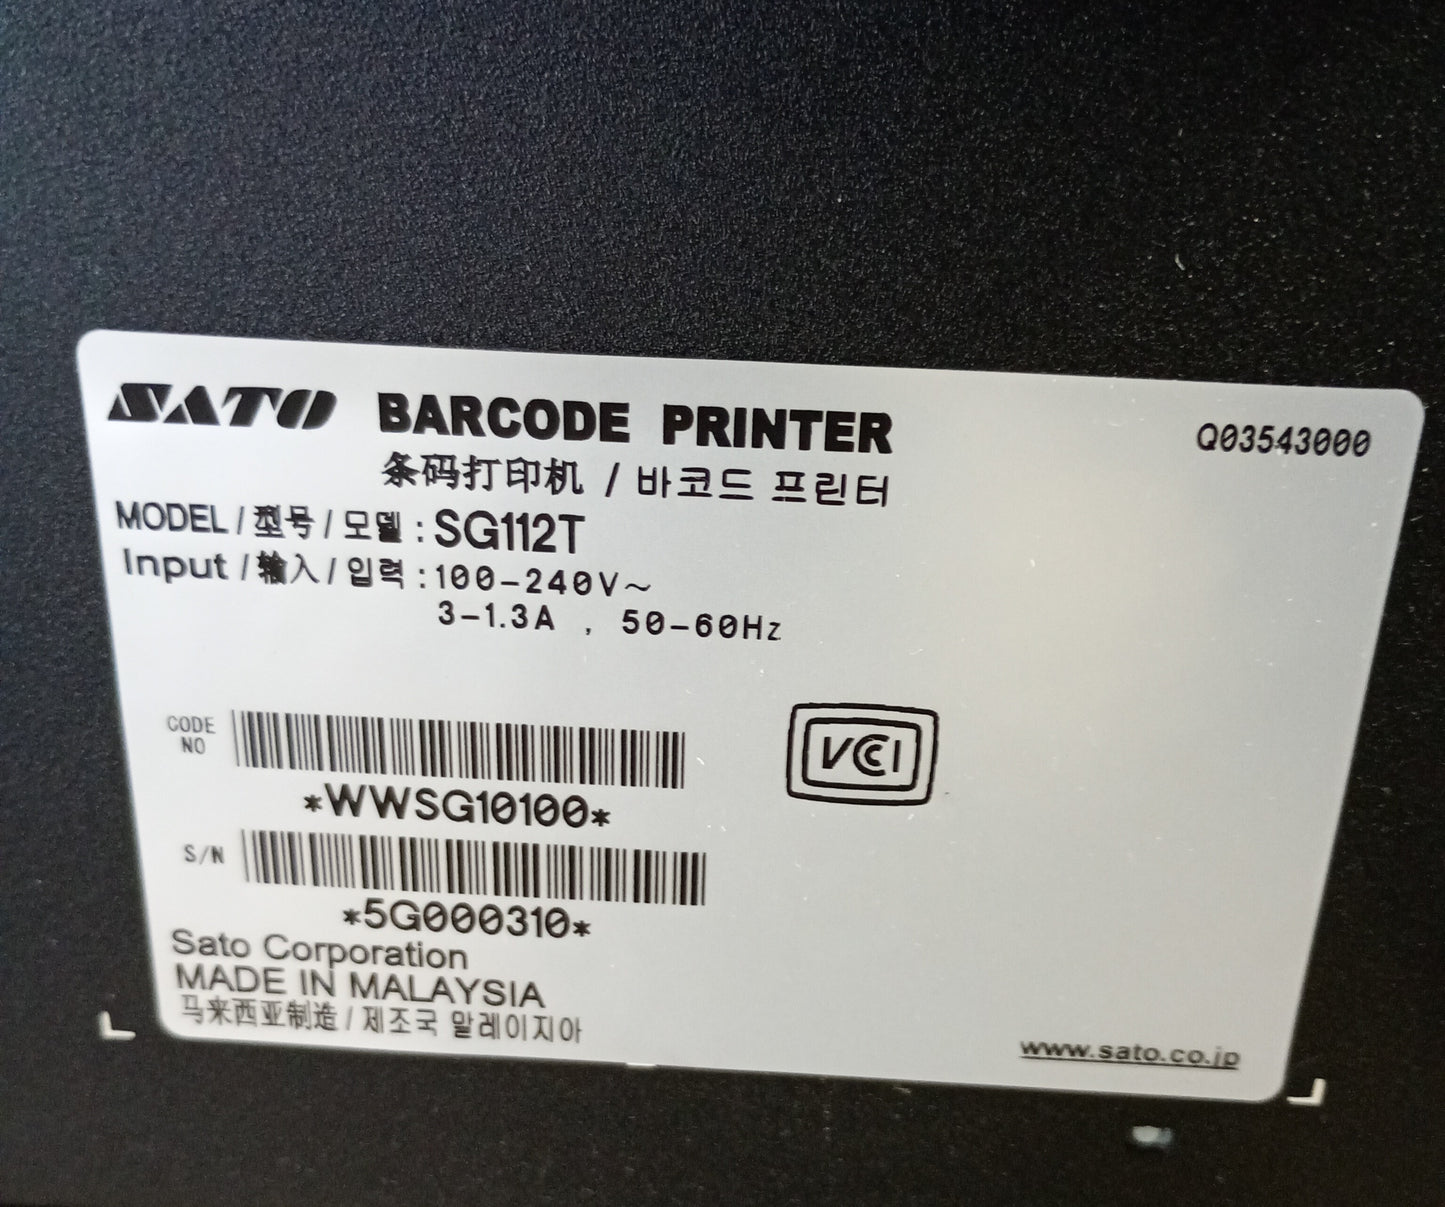 SATO BARCODE PRINTER
Q03543000
条码打印机 / 바코드 프린터
MODEL / 型号 / 모델 : SG112T
Input / 输入 / 입력 : 100-240V~
3-1.3A , 50-60Hz
CODE NO
*WWSG10100*
VCCI
S/N
*5G000310*
Sato Corporation
MADE IN MALAYSIA
马来西亚制造 / 제조국 말레이지아
www.sato.co.jp